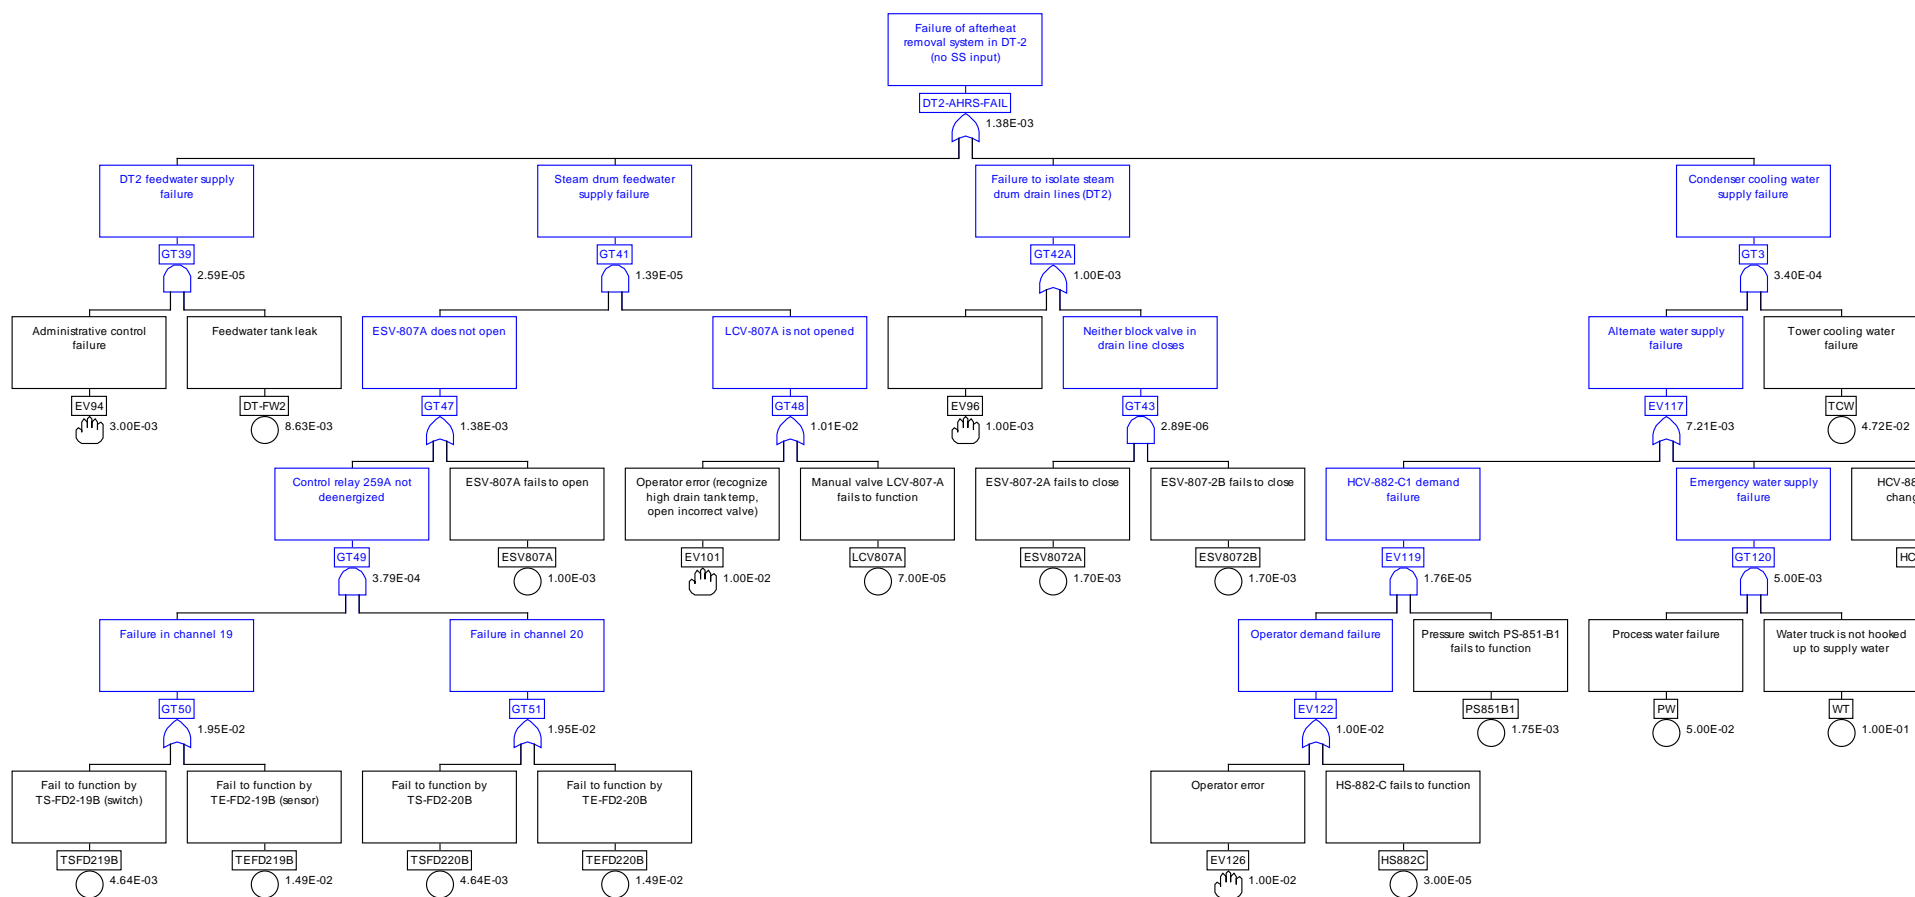 Failure of afterheat
removal system in DT-2
(no SS input)
DT2-AHRS-FAIL
1.38E-03
DT2 feedwater supply
failure
Steam drum feedwater
supply failure
Failure to isolate steam
drum drain lines (DT2)
Condenser cooling water
supply failure
GT39
2.59E-05
GT41
1.39E-05
GT42A
1.00E-03
GT3
3.40E-04
Administrative control
failure
Feedwater tank leak
ESV-807A does not open
LCV-807A is not opened
Neither block valve in
drain line closes
Alternate water supply
failure
Tower cooling water
failure
EV94
3.00E-03
DT-FW2
8.63E-03
GT47
1.38E-03
GT48
1.01E-02
EV96
1.00E-03
GT43
2.89E-06
EV117
7.21E-03
TCW
4.72E-02
Control relay 259A not
deenergized
ESV-807A fails to open
Operator error (recognize
high drain tank temp,
open incorrect valve)
Manual valve LCV-807-A
fails to function
ESV-807-2A fails to close
ESV-807-2B fails to close
HCV-882-C1 demand
failure
Emergency water supply
failure
HCV-88
chang
GT49
3.79E-04
ESV807A
1.00E-03
EV101
1.00E-02
LCV807A
7.00E-05
ESV8072A
1.70E-03
ESV8072B
1.70E-03
EV119
1.76E-05
GT120
5.00E-03
HC
Failure in channel 19
Failure in channel 20
Operator demand failure
Pressure switch PS-851-B1
fails to function
Process water failure
Water truck is not hooked
up to supply water
GT50
1.95E-02
GT51
1.95E-02
EV122
1.00E-02
PS851B1
1.75E-03
PW
5.00E-02
WT
1.00E-01
Fail to function by
TS-FD2-19B (switch)
Fail to function by
TE-FD2-19B (sensor)
Fail to function by
TS-FD2-20B
Fail to function by
TE-FD2-20B
Operator error
HS-882-C fails to function
TSFD219B
4.64E-03
TEFD219B
1.49E-02
TSFD220B
4.64E-03
TEFD220B
1.49E-02
EV126
1.00E-02
HS882C
3.00E-05